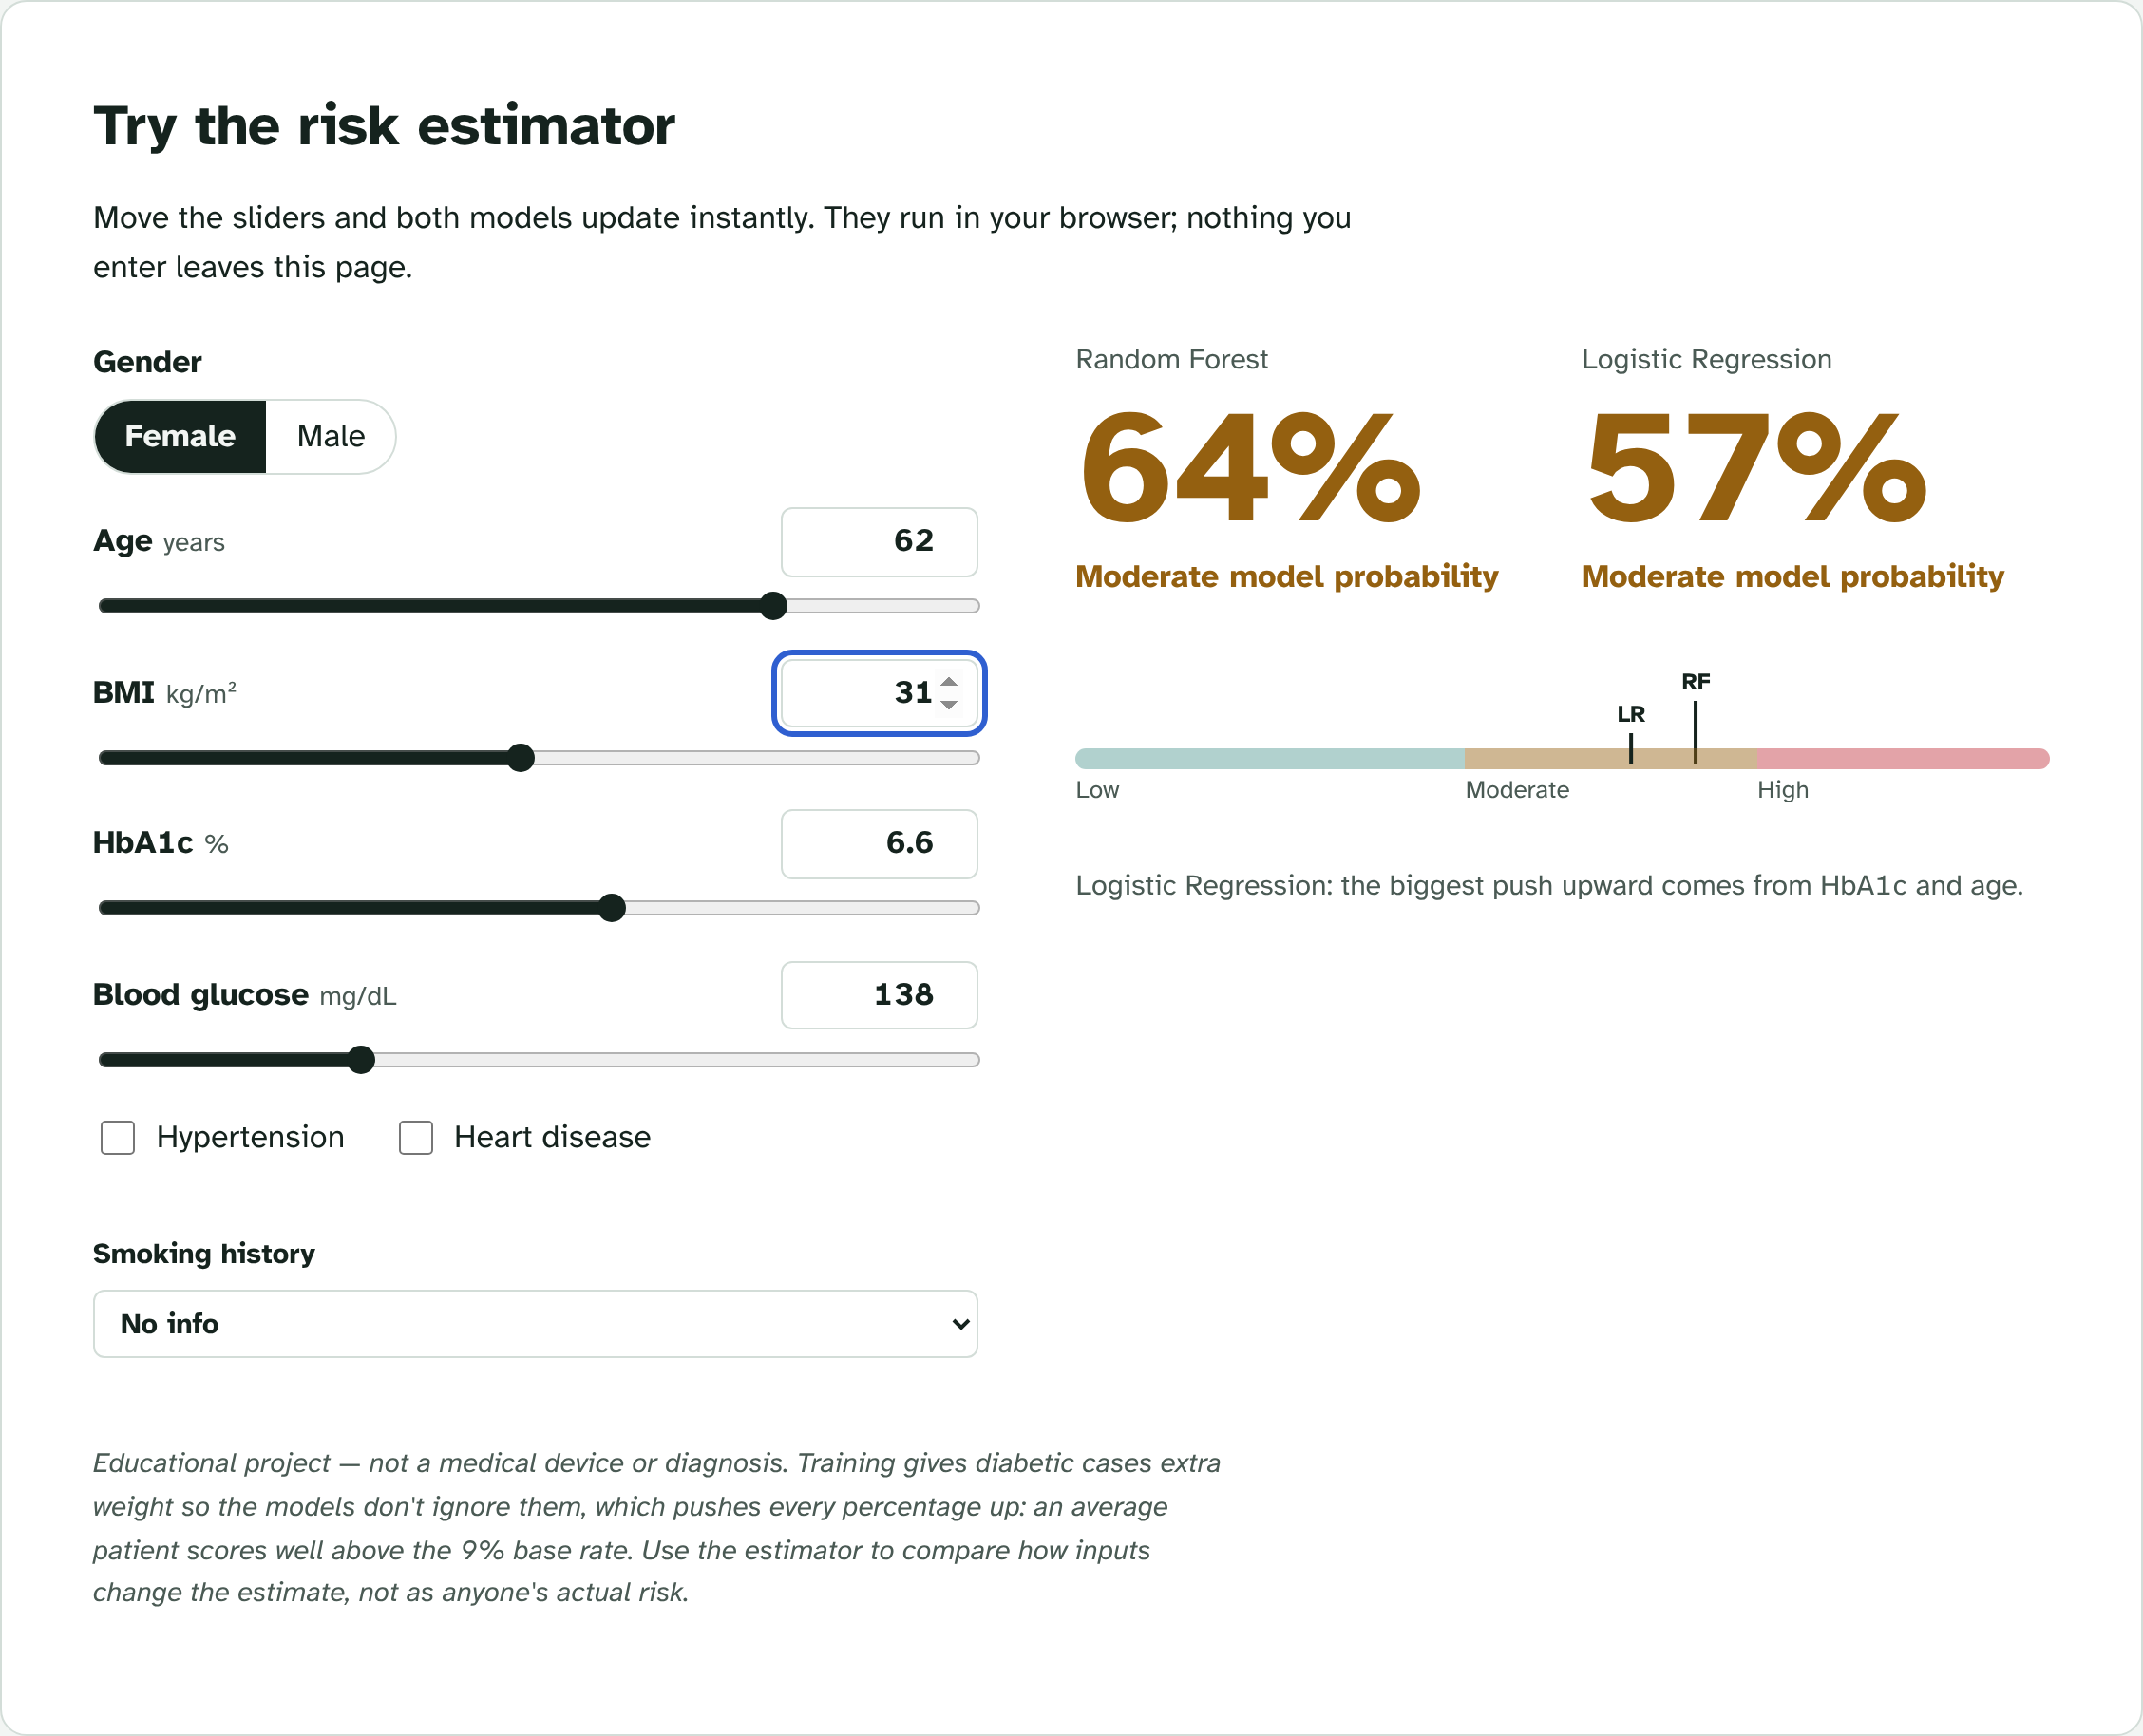 Try the risk estimator
Move the sliders and both models update instantly. They run in your browser; nothing you
enter leaves this page.
Gender
Female Male
Age years 62
BMI kg/m² 31
HbA1c % 6.6
Blood glucose mg/dL 138
Hypertension Heart disease
Smoking history
No info
Random Forest Logistic Regression
64% 57%
Moderate model probability Moderate model probability
RF
LR
Low Moderate High
Logistic Regression: the biggest push upward comes from HbA1c and age.
Educational project — not a medical device or diagnosis. Training gives diabetic cases extra
weight so the models don't ignore them, which pushes every percentage up: an average
patient scores well above the 9% base rate. Use the estimator to compare how inputs
change the estimate, not as anyone's actual risk.